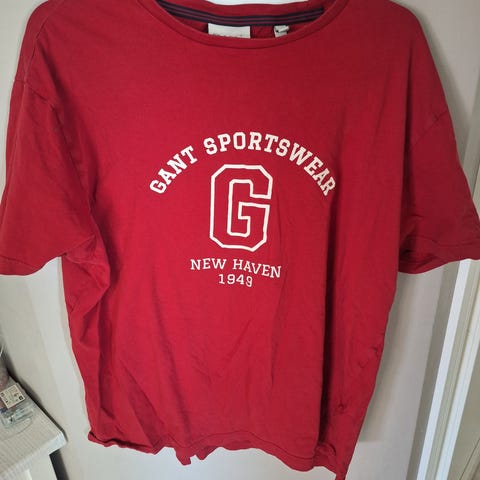 GANT SPORTSWEAR
G
NEW HAVEN
1949